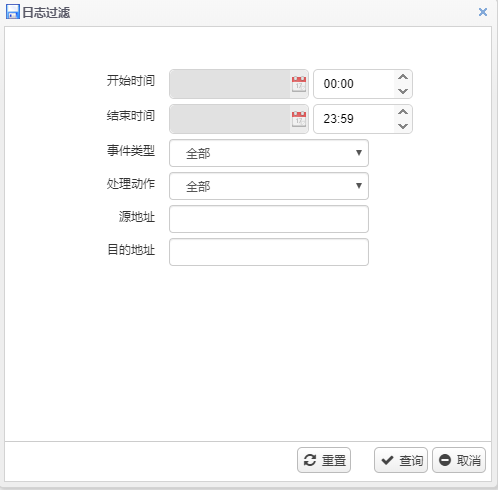 日志过滤
开始时间 00:00
结束时间 23:59
事件类型 全部
处理动作 全部
源地址
目的地址
重置 查询 取消